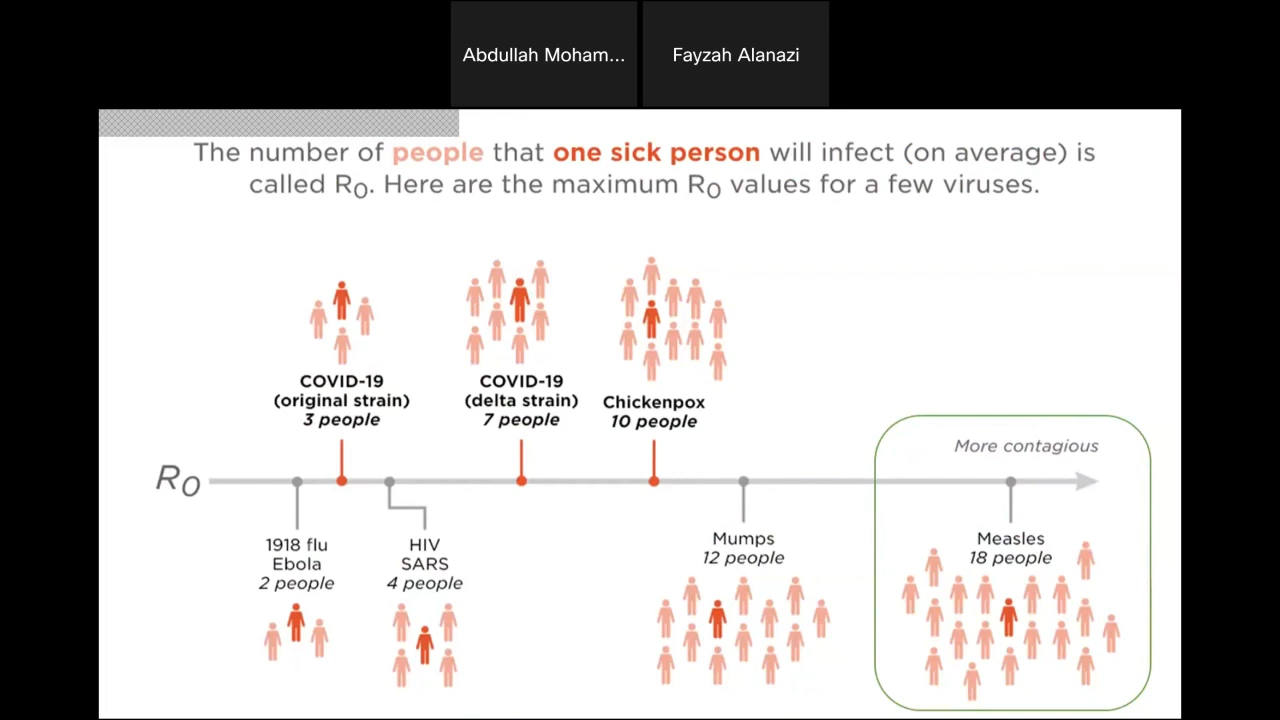 Abdullah Moham...
Fayzah Alanazi
The number of people that one sick person will infect (on average) is
called R0. Here are the maximum R0 values for a few viruses.
COVID-19
(original strain)
3 people
COVID-19
(delta strain)
7 people
Chickenpox
10 people
More contagious
R0
1918 flu
Ebola
2 people
HIV
SARS
4 people
Mumps
12 people
Measles
18 people